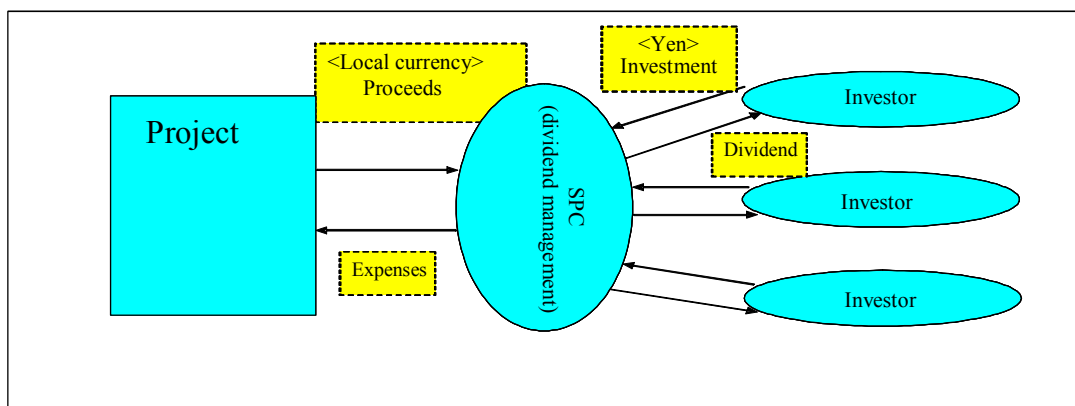 <Local currency>
Proceeds
<Yen>
Investment
Project
Investor
Dividend
SPC
(dividend management)
Investor
Expenses
Investor